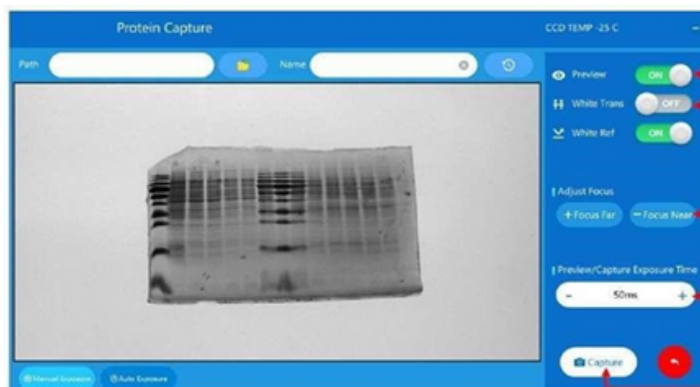 Protein Capture
CCD TEMP -25 C
Path
Name
Preview
ON
White Trans
OFF
White Ref
ON
Adjust Focus
+ Focus Far
− Focus Near
Preview/Capture Exposure Time
- 50ms +
Capture
Manual Exposure
Auto Exposure